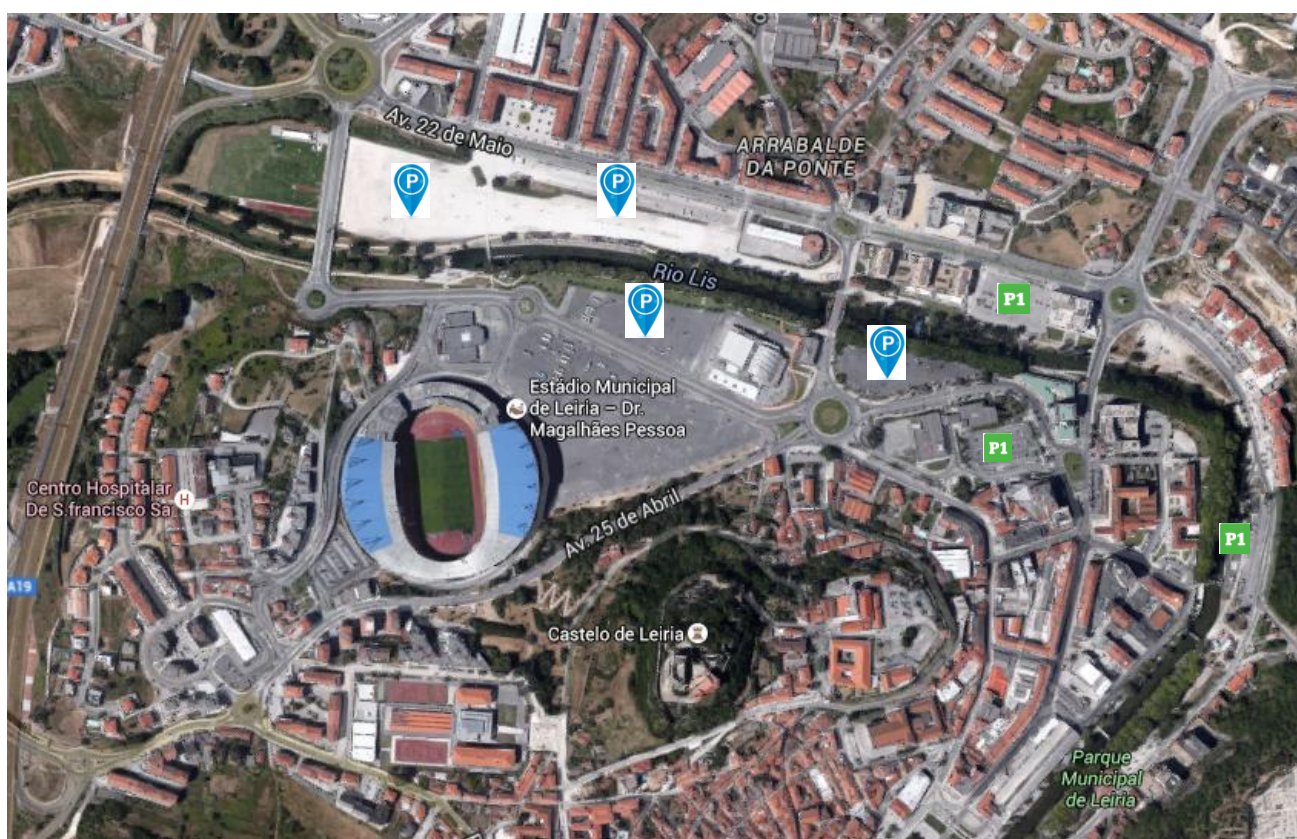 Av. 22 de Maio
ARRABALDE
DA PONTE
P
P
Rio Lis
P
P1
P
Estádio Municipal
de Leiria – Dr.
Magalhães Pessoa
P1
Centro Hospitalar
De S.francisco Sa
H
Av. 25 de Abril
P1
A19
Castelo de Leiria
Parque
Municipal
de Leiria